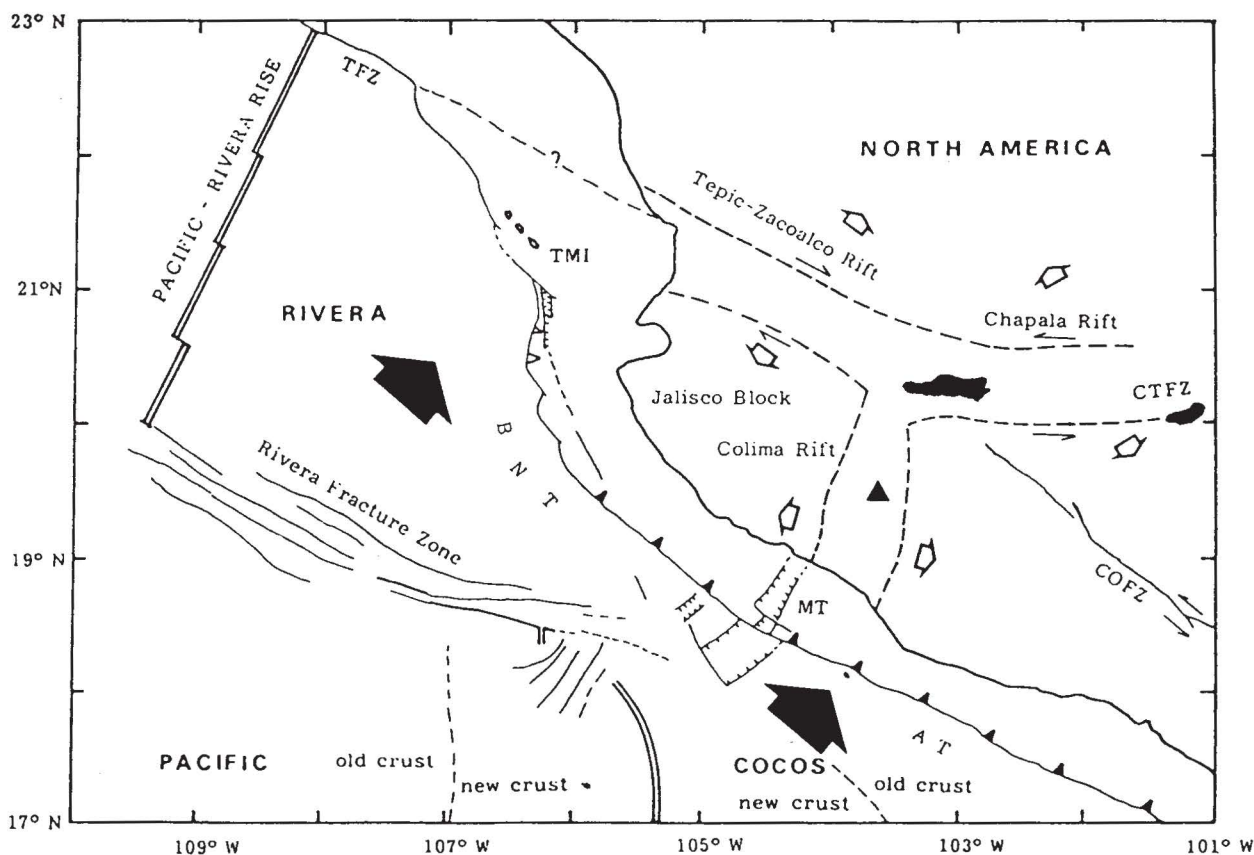 23° N
TFZ
PACIFIC - RIVERA RISE
NORTH AMERICA
?
Tepic-Zacoalco Rift
TMI
21° N
RIVERA
Chapala Rift
Jalisco Block
CTFZ
Colima Rift
BNT
Rivera Fracture Zone
19° N
MT
COFZ
AT
PACIFIC
old crust
COCOS
old crust
new crust
new crust
17° N
109° W
107° W
105° W
103° W
101° W